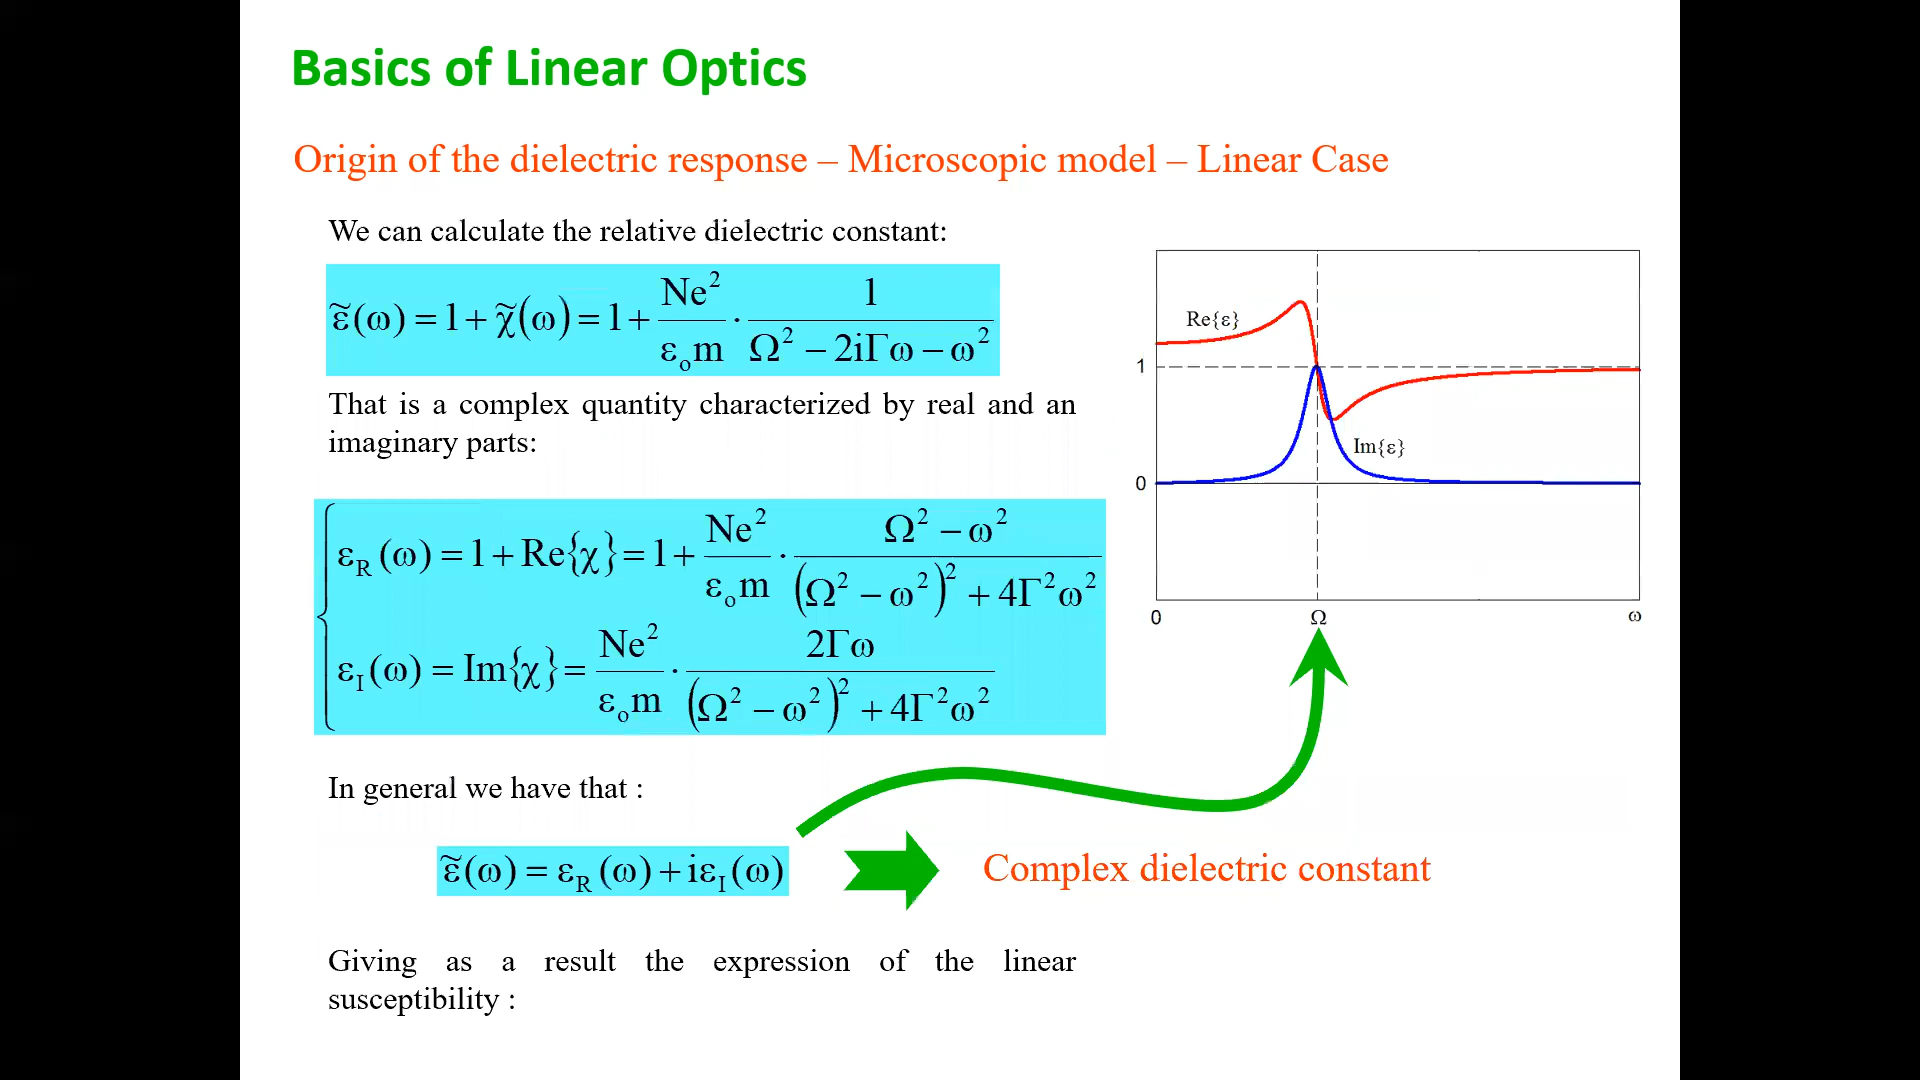 Basics of Linear Optics
Origin of the dielectric response – Microscopic model – Linear Case
We can calculate the relative dielectric constant:
ε̃(ω) = 1 + χ̃(ω) = 1 + Ne²/ε₀m · 1/(Ω² − 2iΓω − ω²)
That is a complex quantity characterized by real and an
imaginary parts:
ε_R(ω) = 1 + Re{χ} = 1 + Ne²/ε₀m · (Ω² − ω²)/((Ω² − ω²)² + 4Γ²ω²)
ε_I(ω) = Im{χ} = Ne²/ε₀m · 2Γω/((Ω² − ω²)² + 4Γ²ω²)
In general we have that :
ε̃(ω) = ε_R(ω) + iε_I(ω)
Complex dielectric constant
Giving as a result the expression of the linear
susceptibility :
Re{ε}
1
Im{ε}
0
0 Ω ω